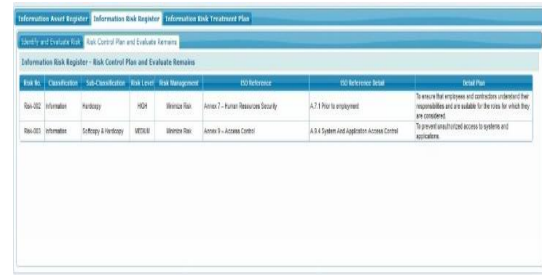 Information Asset Register Information Risk Register Information Risk Treatment Plan
Identify and Evaluate Risk Risk Control Plan and Evaluate Remains
Information Risk Register - Risk Control Plan and Evaluate Remains
Risk No. Classification Sub-Classification Risk Level Risk Management ISO Reference ISO Reference Detail Detail Plan
Risk-002 Information Hardcopy HIGH Minimize Risk Annex 7 - Human Resources Security A.7.1 Prior to employment To ensure that employees and contractors understand their
responsibilities and are suitable for the roles for which they
are considered.
Risk-003 Information Softcopy & Hardcopy MEDIUM Minimize Risk Annex 9 - Access Control A.9.4 System And Application Access Control To prevent unauthorized access to systems and
applications.